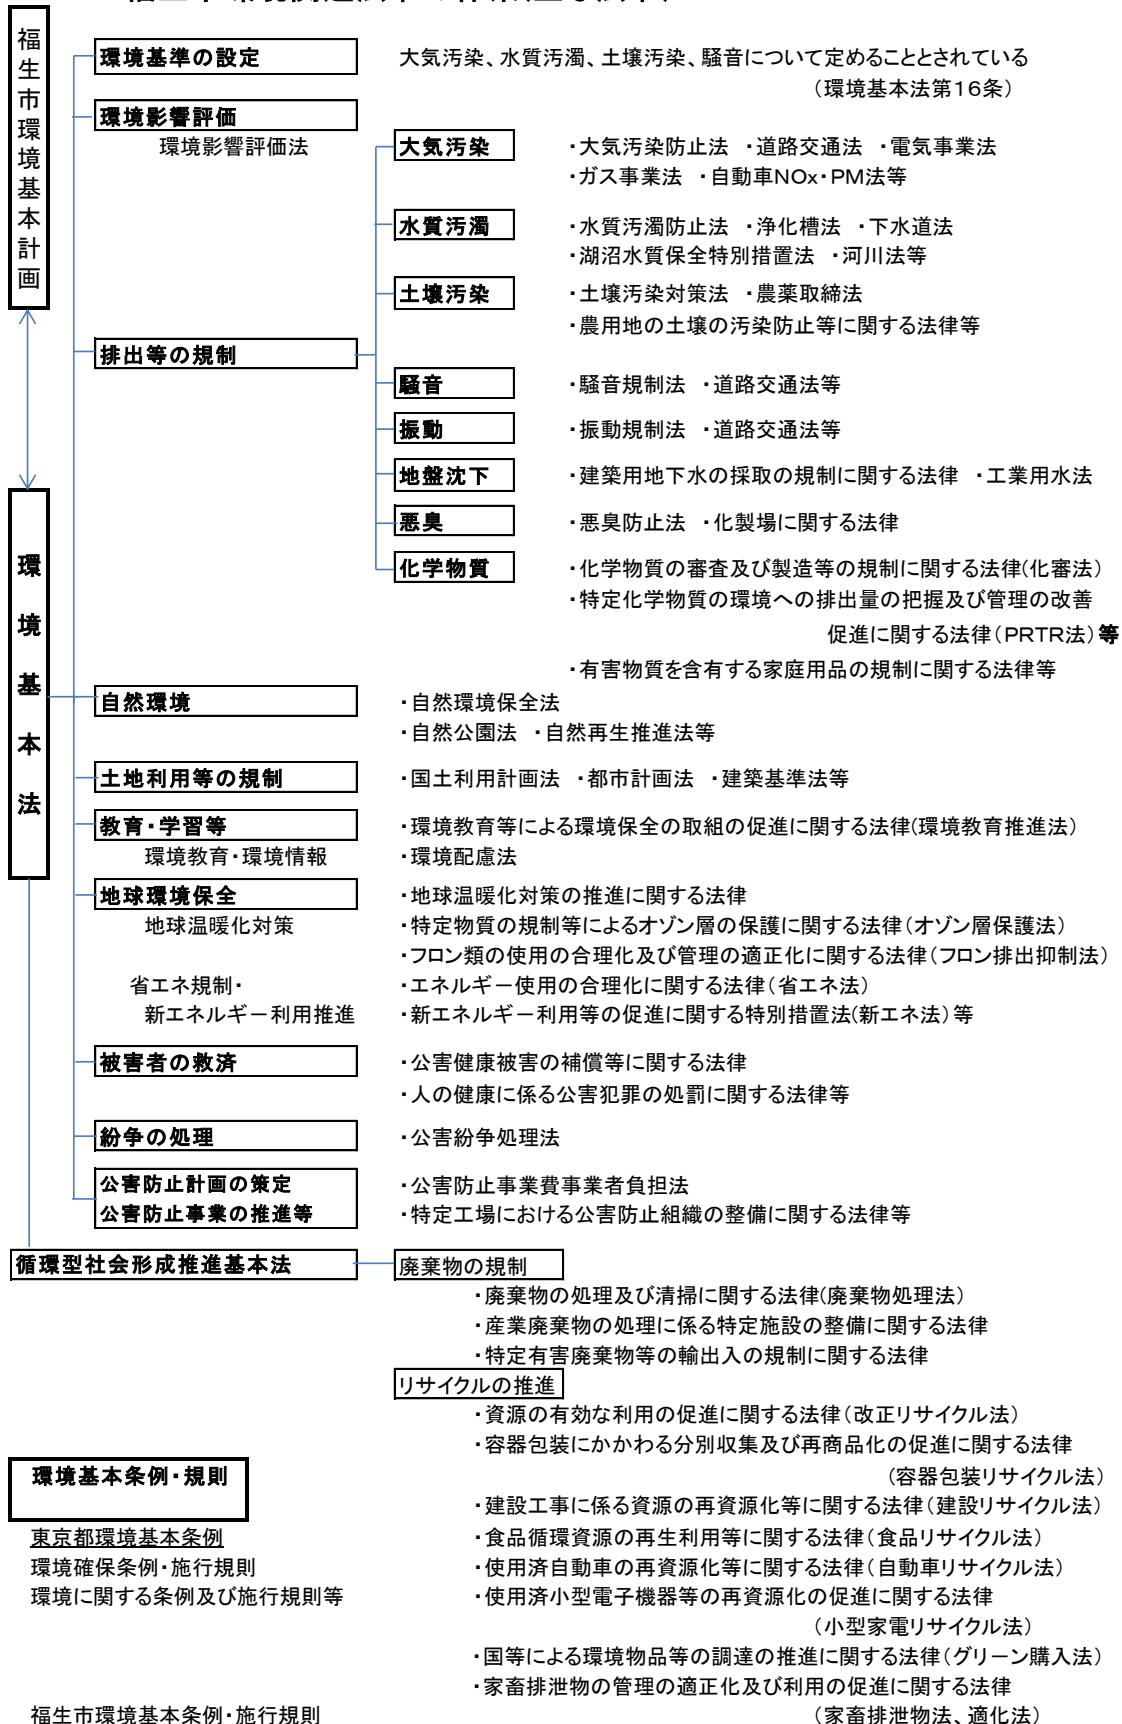 福生市環境基本計画
環境基準の設定 大気汚染、水質汚濁、土壌汚染、騒音について定めることとされている
(環境基本法第16条)
環境影響評価
環境影響評価法
大気汚染 ・大気汚染防止法 ・道路交通法 ・電気事業法
・ガス事業法 ・自動車NOx・PM法等
水質汚濁 ・水質汚濁防止法 ・浄化槽法 ・下水道法
・湖沼水質保全特別措置法 ・河川法等
土壌汚染 ・土壌汚染対策法 ・農薬取締法
・農用地の土壌の汚染防止等に関する法律等
排出等の規制
騒音 ・騒音規制法 ・道路交通法等
振動 ・振動規制法 ・道路交通法等
地盤沈下 ・建築用地下水の採取の規制に関する法律 ・工業用水法
悪臭 ・悪臭防止法 ・化製場に関する法律
化学物質 ・化学物質の審査及び製造等の規制に関する法律(化審法)
・特定化学物質の環境への排出量の把握及び管理の改善
促進に関する法律(PRTR法)等
・有害物質を含有する家庭用品の規制に関する法律等
環境基本法
自然環境 ・自然環境保全法
・自然公園法 ・自然再生推進法等
土地利用等の規制 ・国土利用計画法 ・都市計画法 ・建築基準法等
教育・学習等 ・環境教育等による環境保全の取組の促進に関する法律(環境教育推進法)
環境教育・環境情報 ・環境配慮法
地球環境保全 ・地球温暖化対策の推進に関する法律
地球温暖化対策 ・特定物質の規制等によるオゾン層の保護に関する法律(オゾン層保護法)
・フロン類の使用の合理化及び管理の適正化に関する法律(フロン排出抑制法)
省エネ規制・ ・エネルギー使用の合理化に関する法律(省エネ法)
新エネルギー利用推進 ・新エネルギー利用等の促進に関する特別措置法(新エネ法)等
被害者の救済 ・公害健康被害の補償等に関する法律
・人の健康に係る公害犯罪の処罰に関する法律等
紛争の処理 ・公害紛争処理法
公害防止計画の策定 ・公害防止事業費事業者負担法
公害防止事業の推進等 ・特定工場における公害防止組織の整備に関する法律等
循環型社会形成推進基本法 廃棄物の規制
・廃棄物の処理及び清掃に関する法律(廃棄物処理法)
・産業廃棄物の処理に係る特定施設の整備に関する法律
・特定有害廃棄物等の輸出入の規制に関する法律
リサイクルの推進
・資源の有効な利用の促進に関する法律(改正リサイクル法)
・容器包装にかかわる分別収集及び再商品化の促進に関する法律
環境基本条例・規則 (容器包装リサイクル法)
・建設工事に係る資源の再資源化等に関する法律(建設リサイクル法)
東京都環境基本条例 ・食品循環資源の再生利用等に関する法律(食品リサイクル法)
環境確保条例・施行規則 ・使用済自動車の再資源化等に関する法律(自動車リサイクル法)
環境に関する条例及び施行規則等 ・使用済小型電子機器等の再資源化の促進に関する法律
(小型家電リサイクル法)
・国等による環境物品等の調達の推進に関する法律(グリーン購入法)
・家畜排泄物の管理の適正化及び利用の促進に関する法律
福生市環境基本条例・施行規則 (家畜排泄物法、適化法)